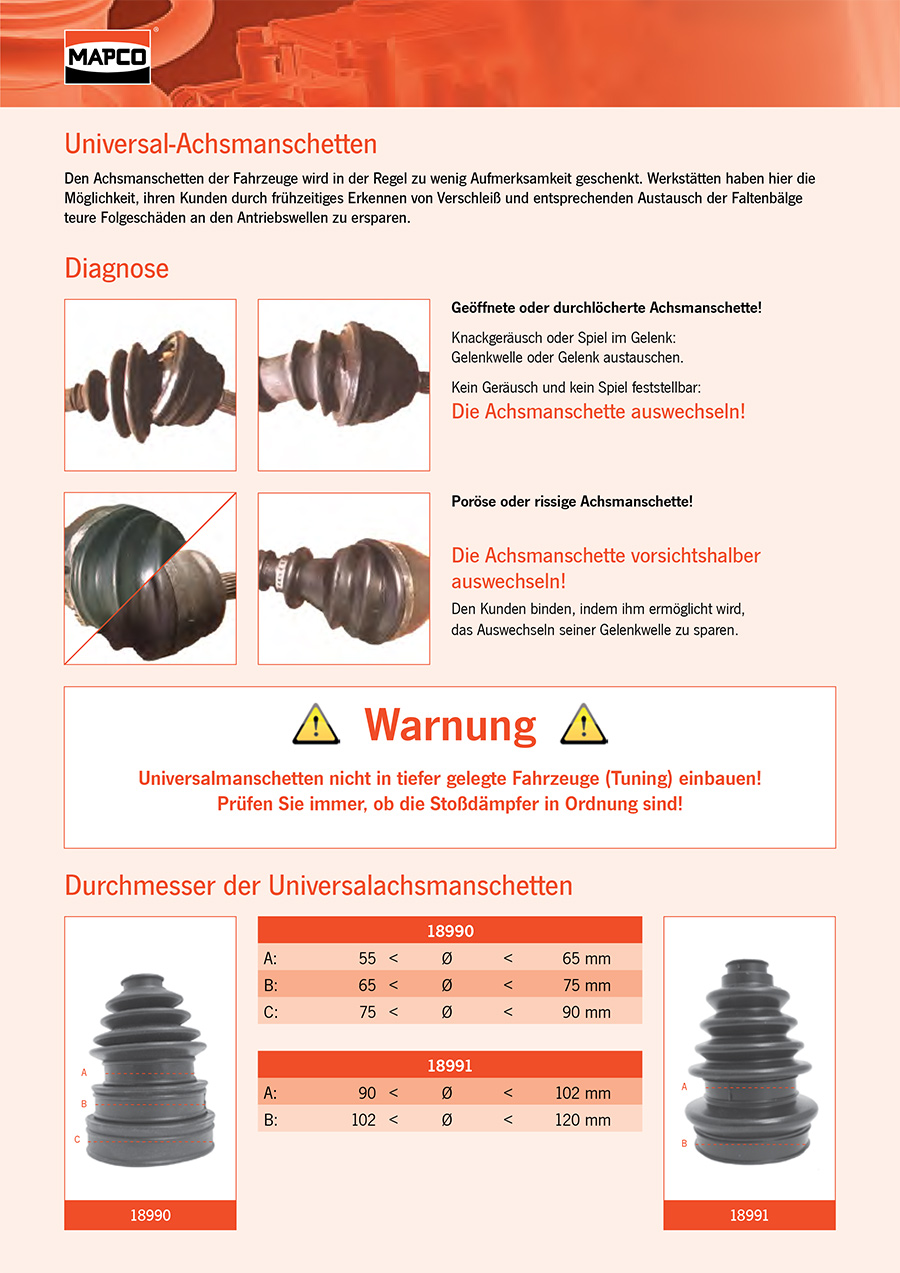 MAPCO
®
Universal-Achsmanschetten
Den Achsmanschetten der Fahrzeuge wird in der Regel zu wenig Aufmerksamkeit geschenkt. Werkstätten haben hier die
Möglichkeit, ihren Kunden durch frühzeitiges Erkennen von Verschleiß und entsprechenden Austausch der Faltenbälge
teure Folgeschäden an den Antriebswellen zu ersparen.
Diagnose
Geöffnete oder durchlöcherte Achsmanschette!
Knackgeräusch oder Spiel im Gelenk:
Gelenkwelle oder Gelenk austauschen.
Kein Geräusch und kein Spiel feststellbar:
Die Achsmanschette auswechseln!
Poröse oder rissige Achsmanschette!
Die Achsmanschette vorsichtshalber
auswechseln!
Den Kunden binden, indem ihm ermöglicht wird,
das Auswechseln seiner Gelenkwelle zu sparen.
Warnung
Universalmanschetten nicht in tiefer gelegte Fahrzeuge (Tuning) einbauen!
Prüfen Sie immer, ob die Stoßdämpfer in Ordnung sind!
Durchmesser der Universalachsmanschetten
A
B
C
18990
18990
A: 55 < Ø < 65 mm
B: 65 < Ø < 75 mm
C: 75 < Ø < 90 mm
18991
A: 90 < Ø < 102 mm
B: 102 < Ø < 120 mm
A
B
18991